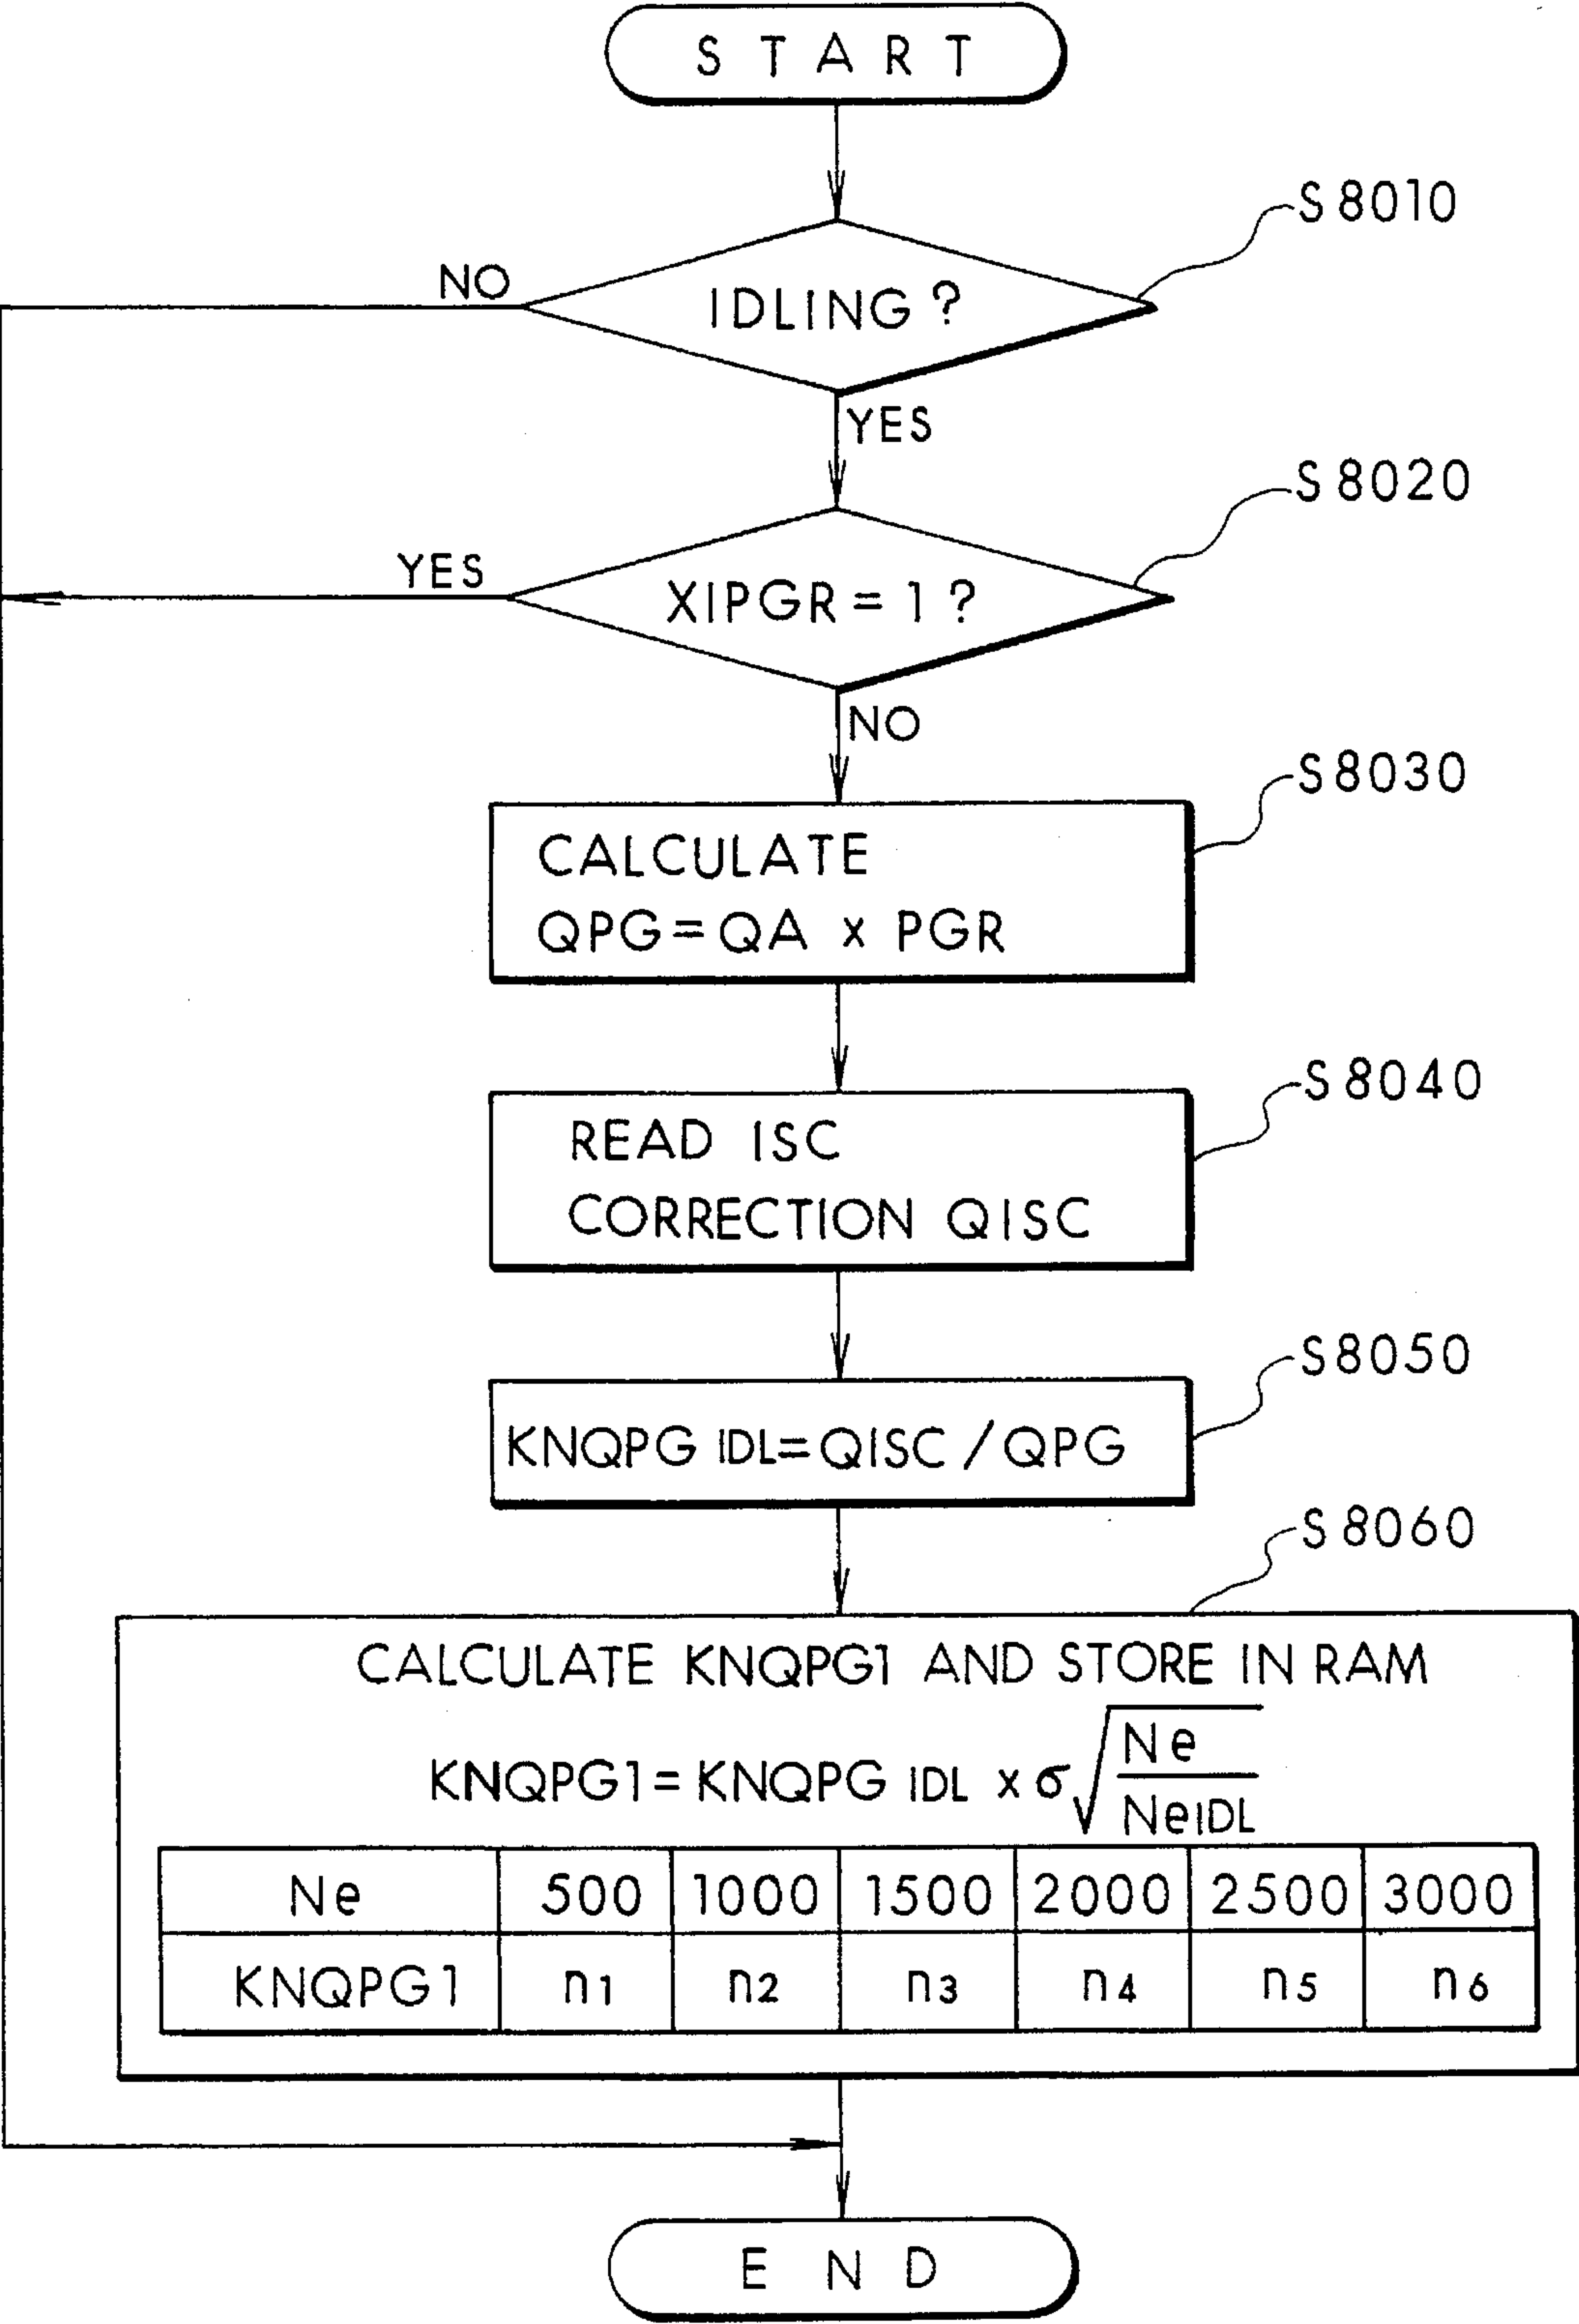 START
S8010
NO
IDLING ?
YES
S8020
YES
XIPGR = 1 ?
NO
S8030
CALCULATE
QPG = QA x PGR
S8040
READ ISC
CORRECTION QISC
S8050
KNQPG IDL = QISC / QPG
S8060
CALCULATE KNQPG1 AND STORE IN RAM
KNQPG1 = KNQPG IDL x σ√(Ne / NeIDL)
Ne 500 1000 1500 2000 2500 3000
KNQPG1 n1 n2 n3 n4 n5 n6
END